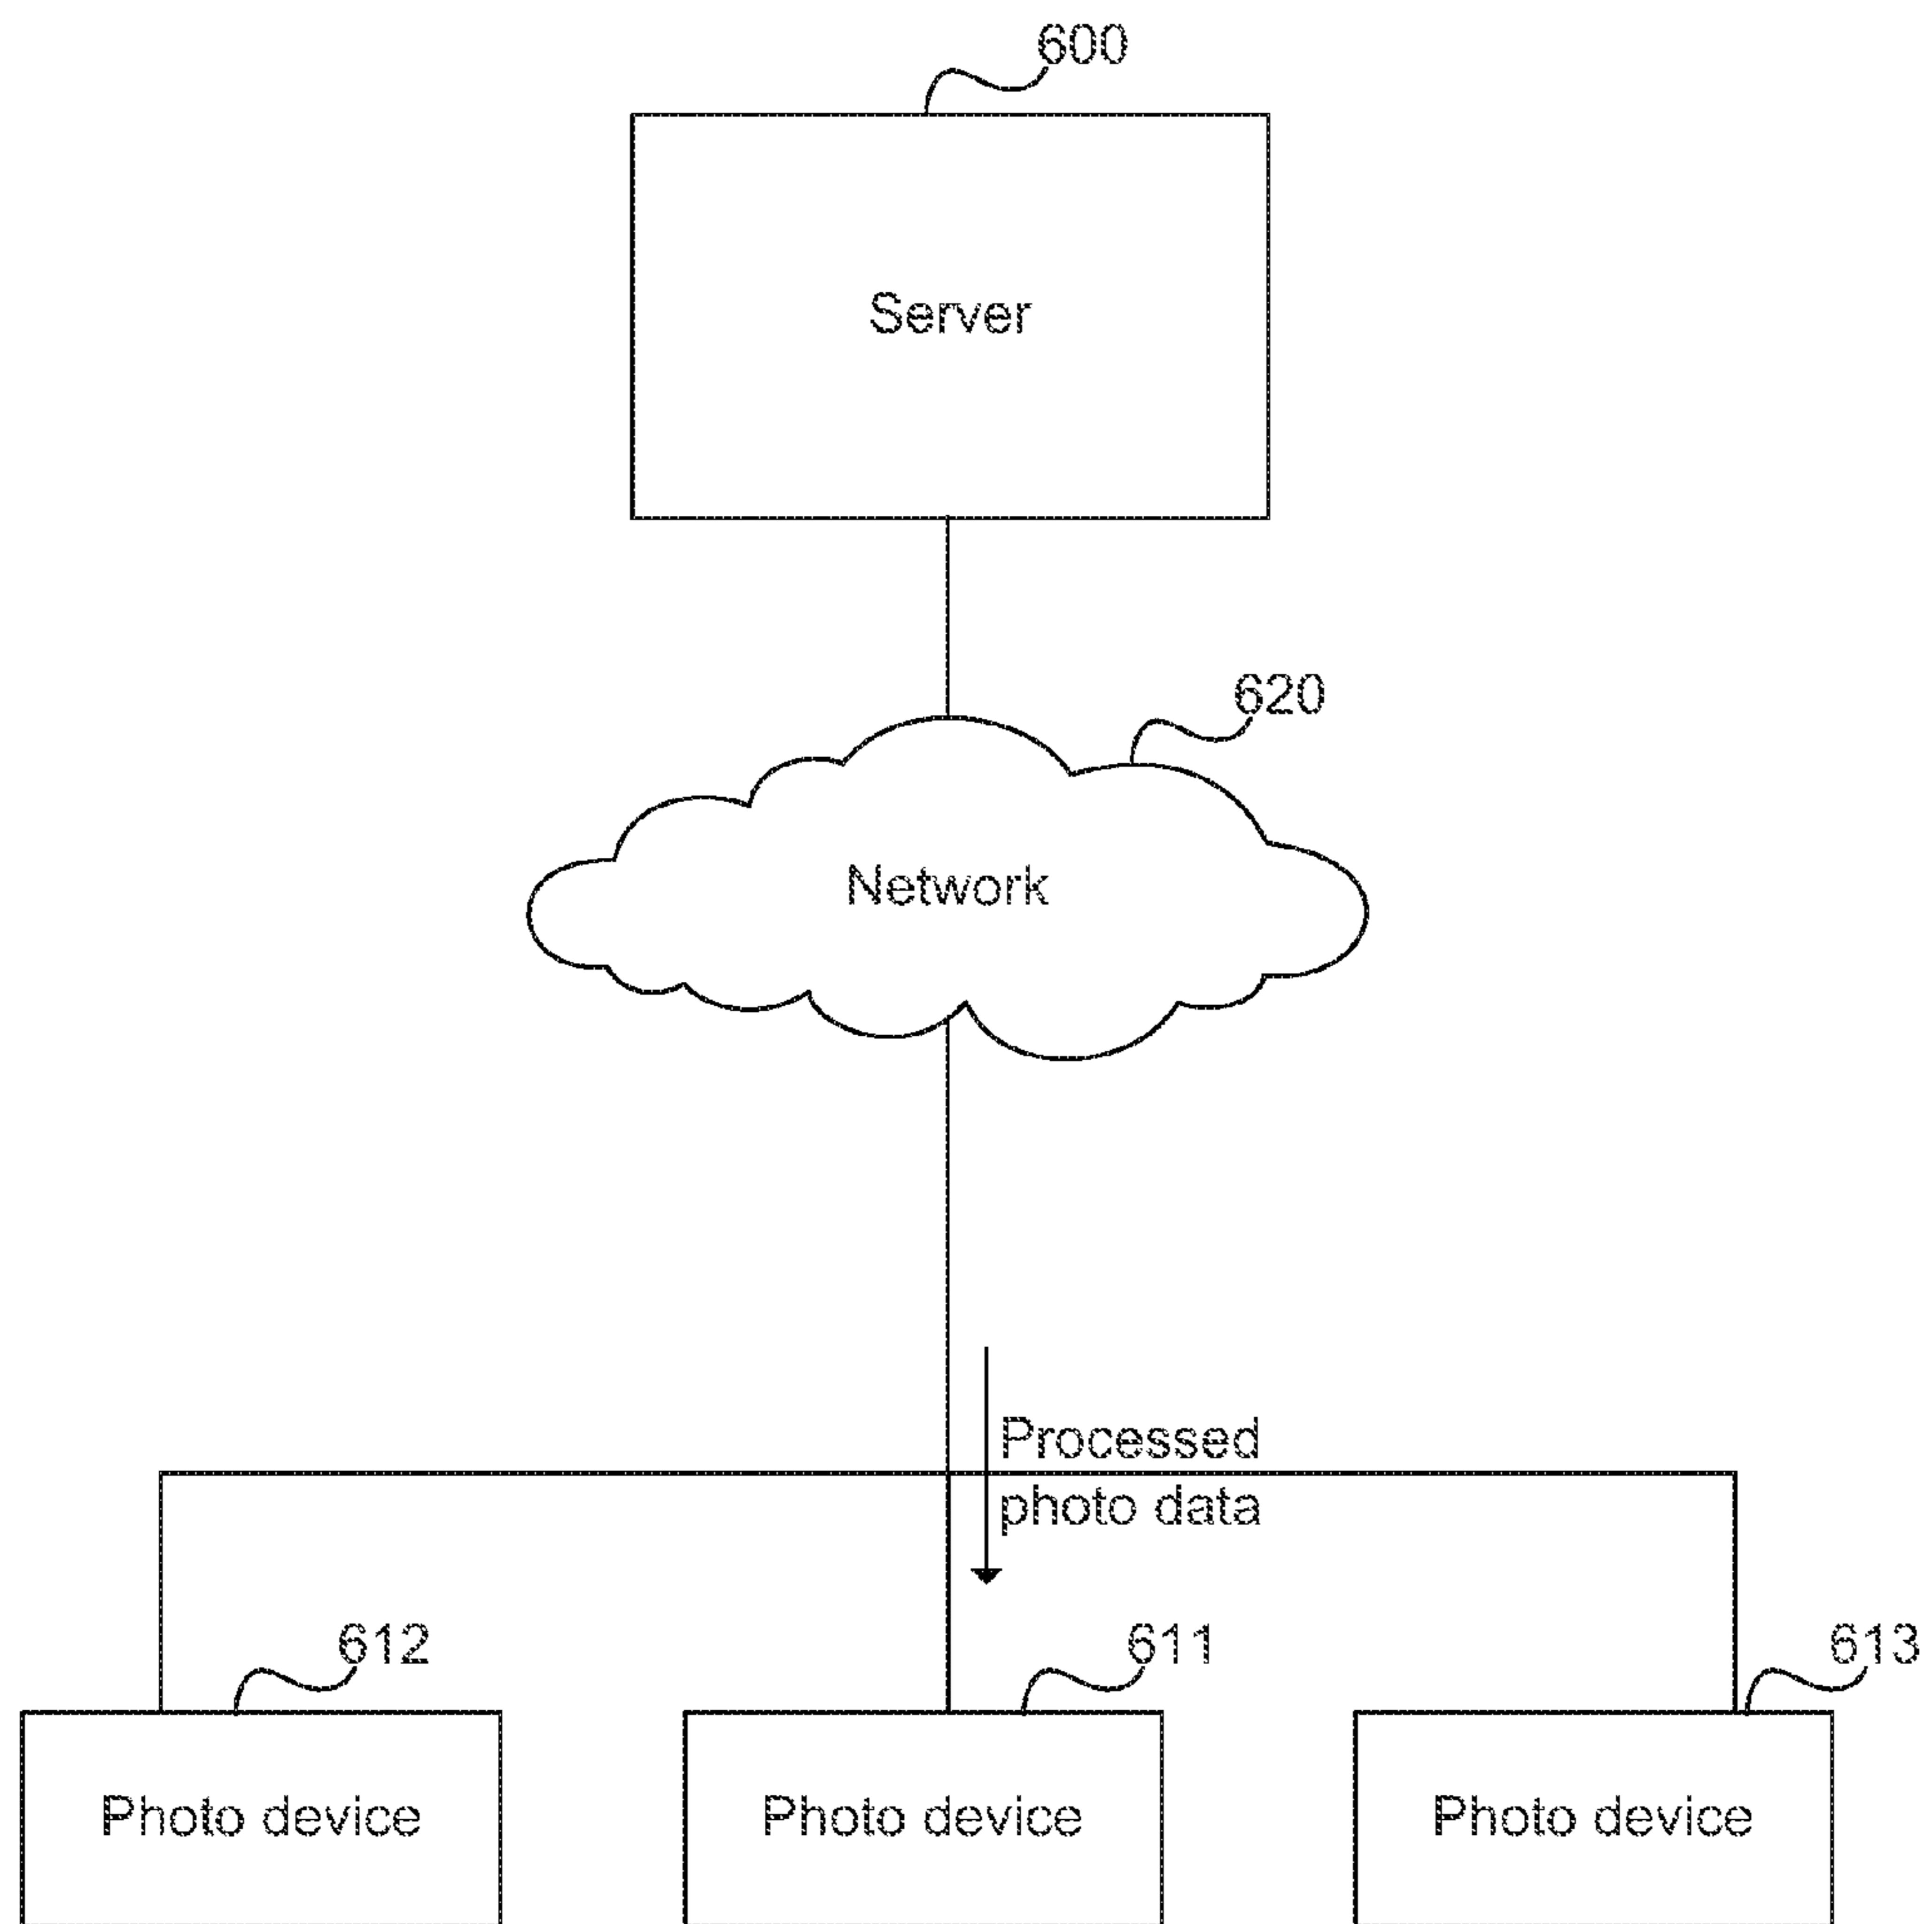 600
Server
620
Network
Processed
photo data
612
611
613
Photo device
Photo device
Photo device